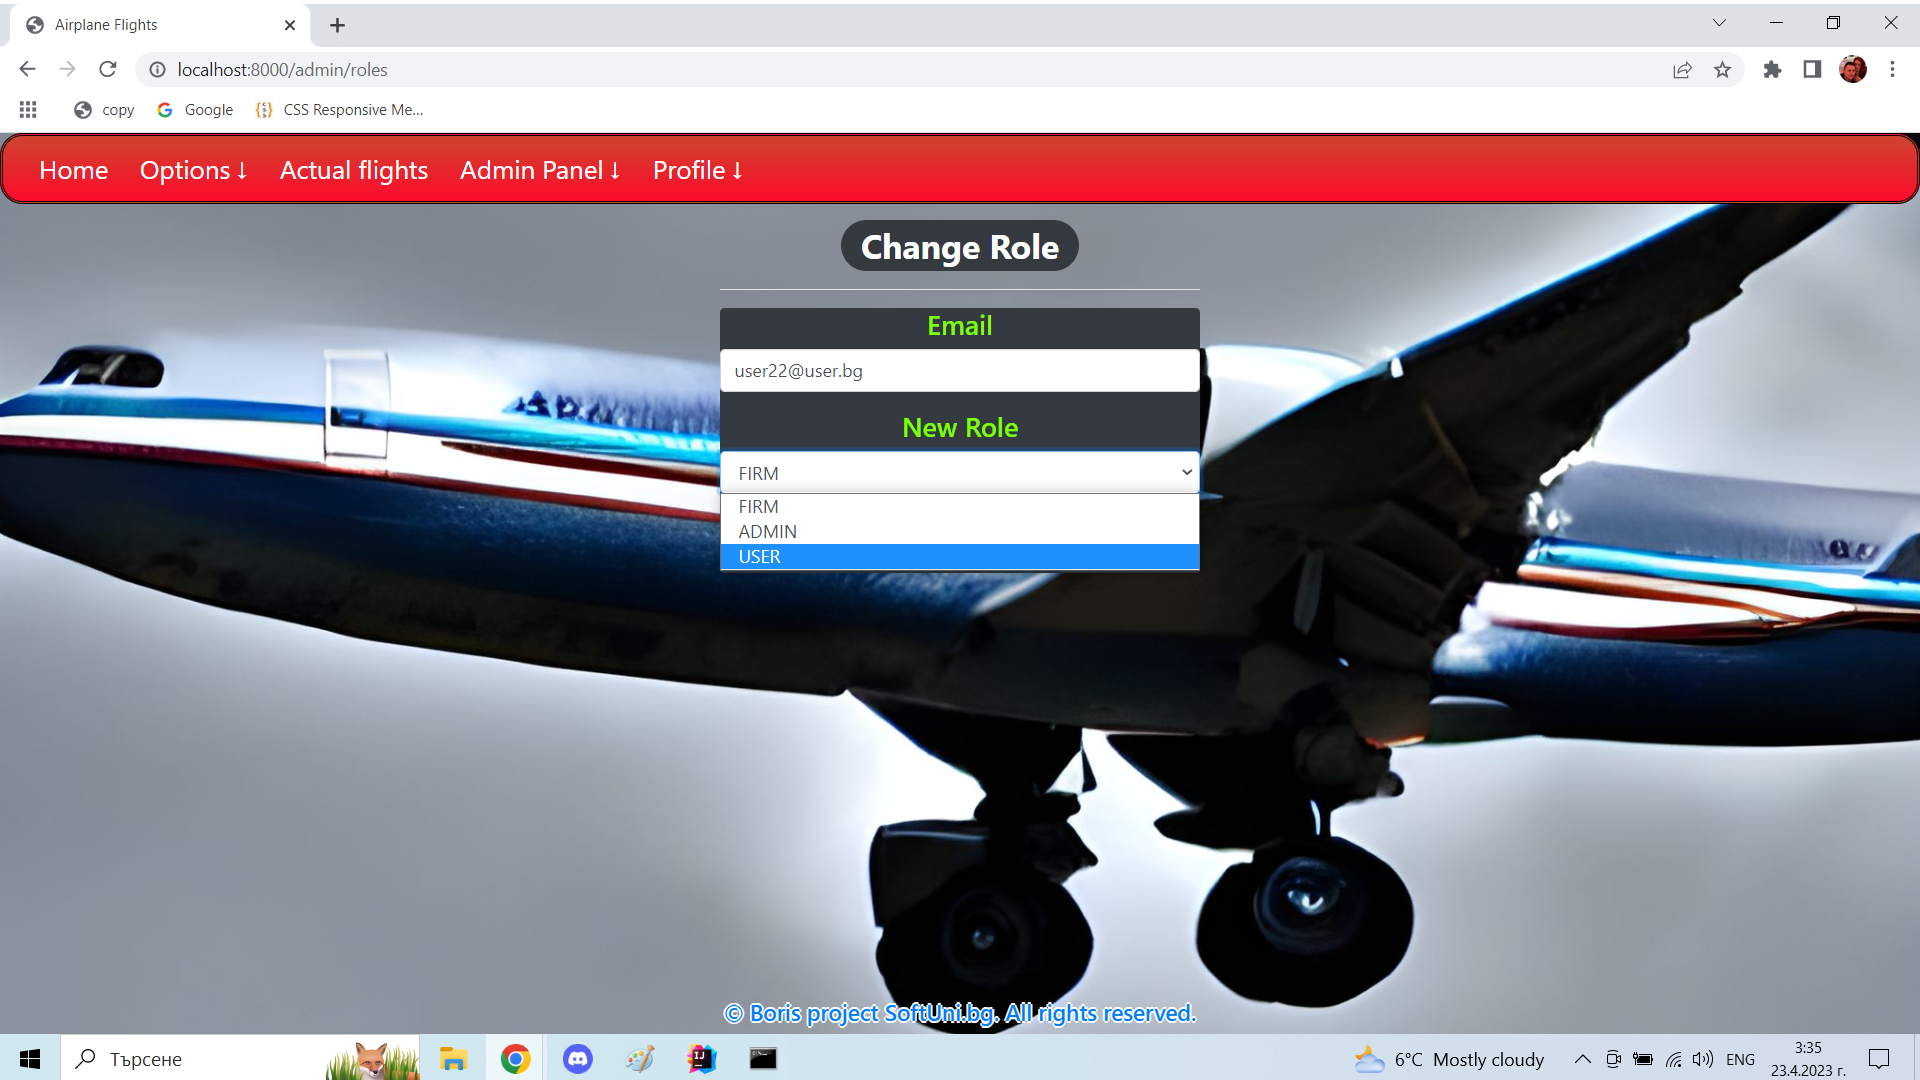 Airplane Flights
localhost:8000/admin/roles
copy Google CSS Responsive Me...
Home Options ↓ Actual flights Admin Panel ↓ Profile ↓
Change Role
Email
user22@user.bg
New Role
FIRM
FIRM
ADMIN
USER
© Boris project SoftUni.bg. All rights reserved.
Търсене
6°C Mostly cloudy
ENG
3:35
23.4.2023 г.